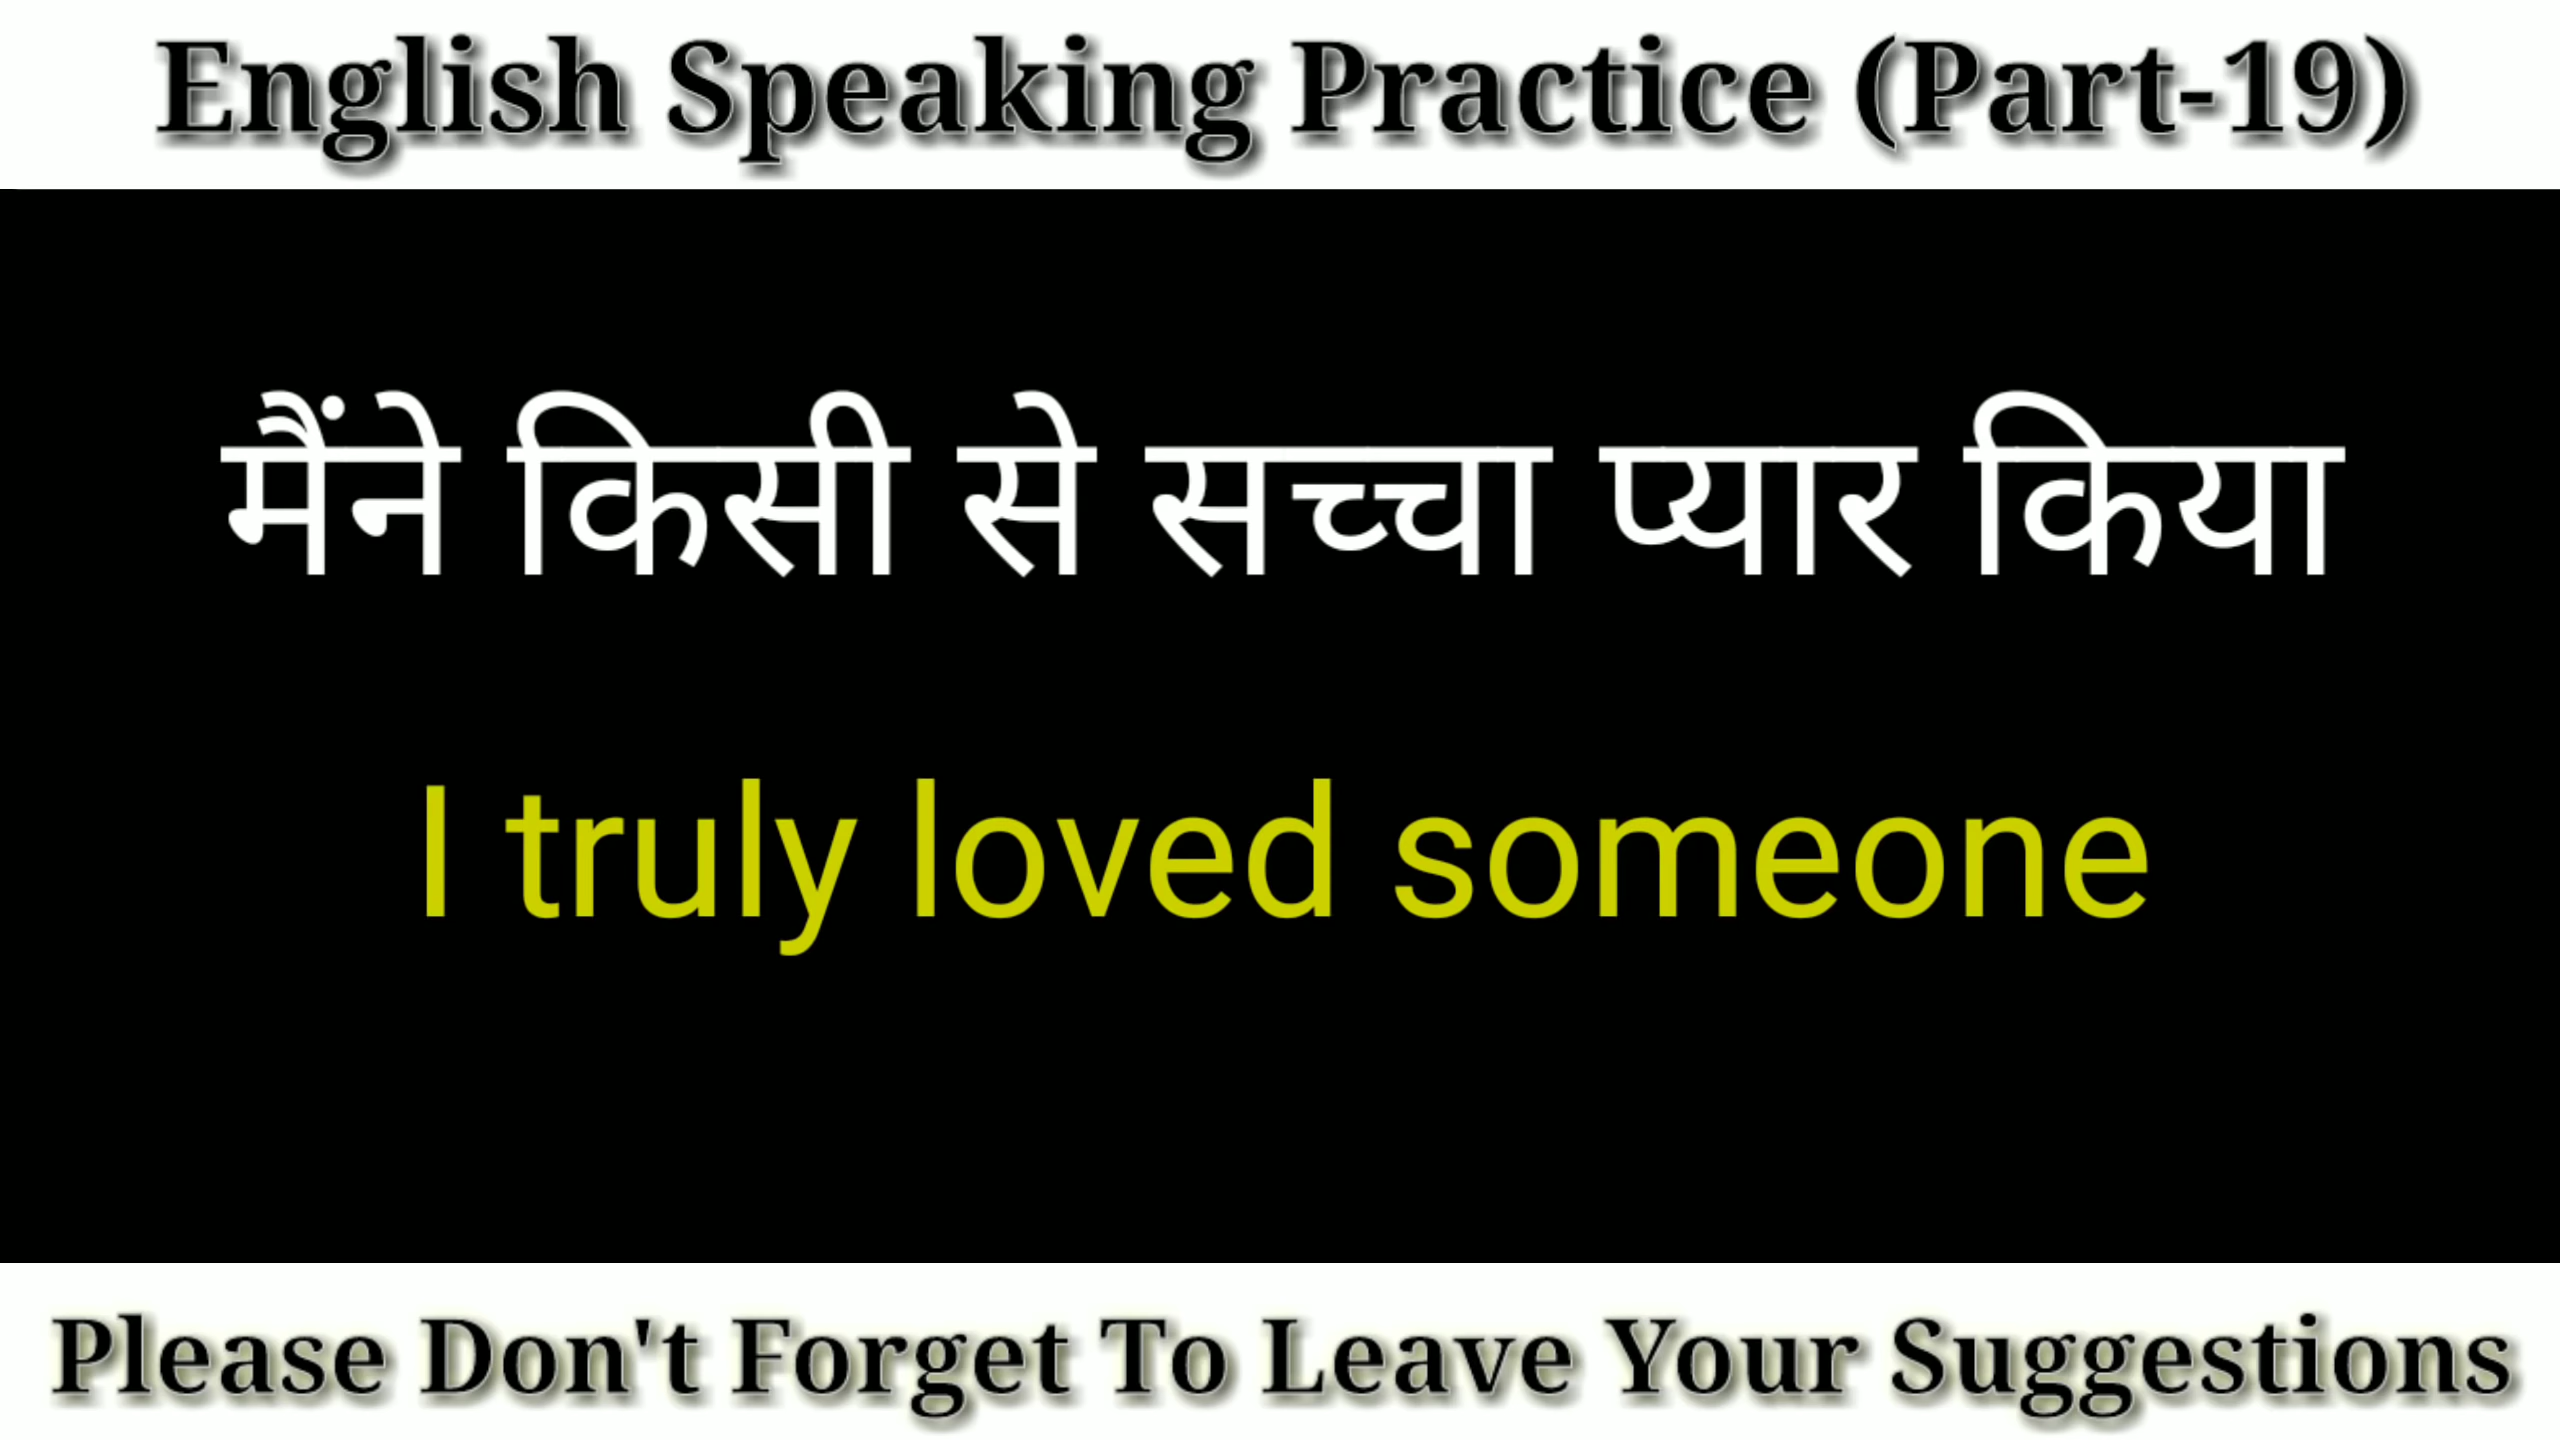 English Speaking Practice (Part-19)
मैंने किसी से सच्चा प्यार किया
I truly loved someone
Please Don't Forget To Leave Your Suggestions